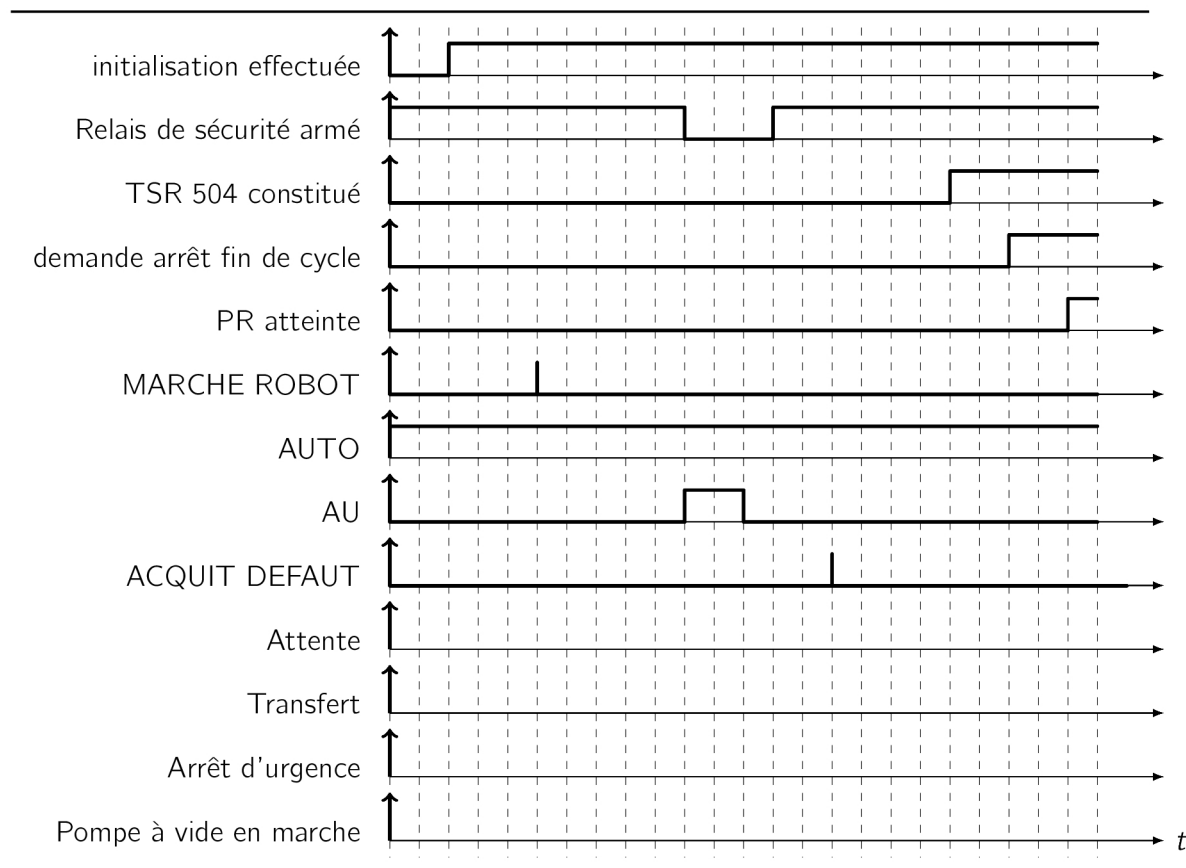 initialisation effectuée
Relais de sécurité armé
TSR 504 constitué
demande arrêt fin de cycle
PR atteinte
MARCHE ROBOT
AUTO
AU
ACQUIT DEFAUT
Attente
Transfert
Arrêt d'urgence
Pompe à vide en marche
t